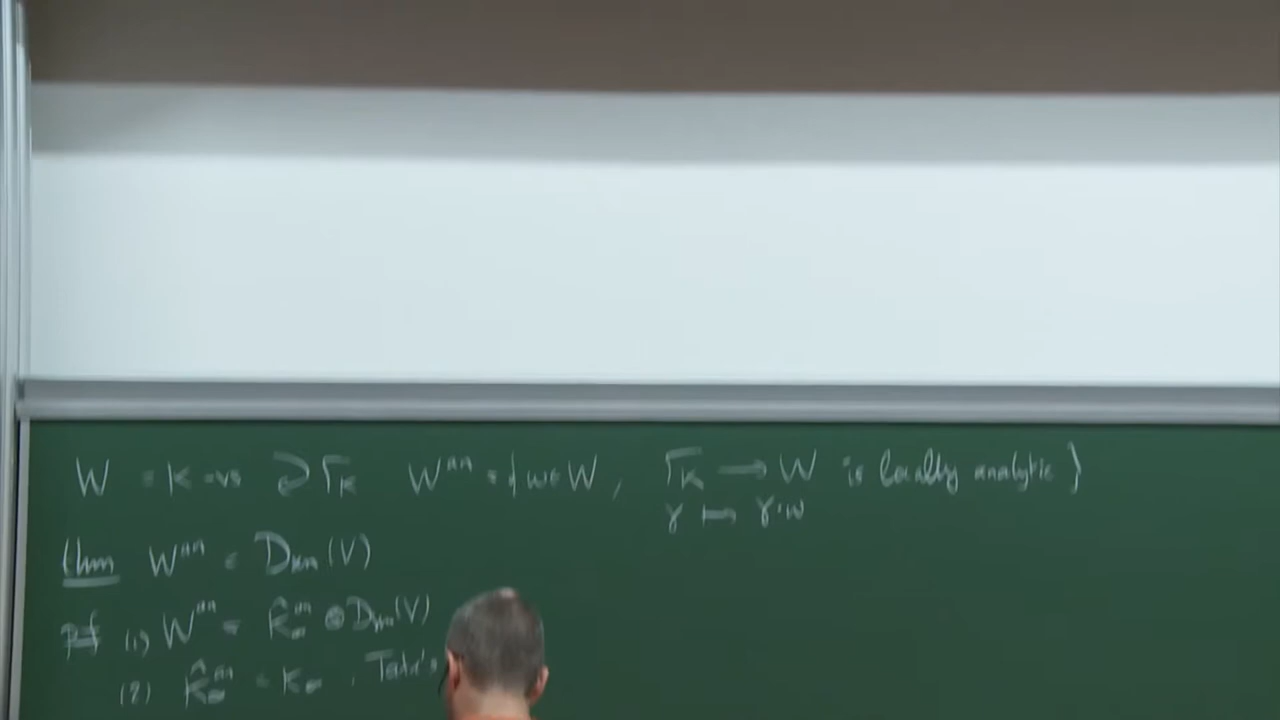 W = K-vs ⊋ Γ_K W^an = { w ∈ W , Γ_K → W is locally analytic }
γ ↦ γ·w
thm W^an = D_Sen(V)
pf (1) W^an = K̂_∞^an ⊗ D_Sen(V)
(2) K̂_∞^an = K_∞ . Tate's